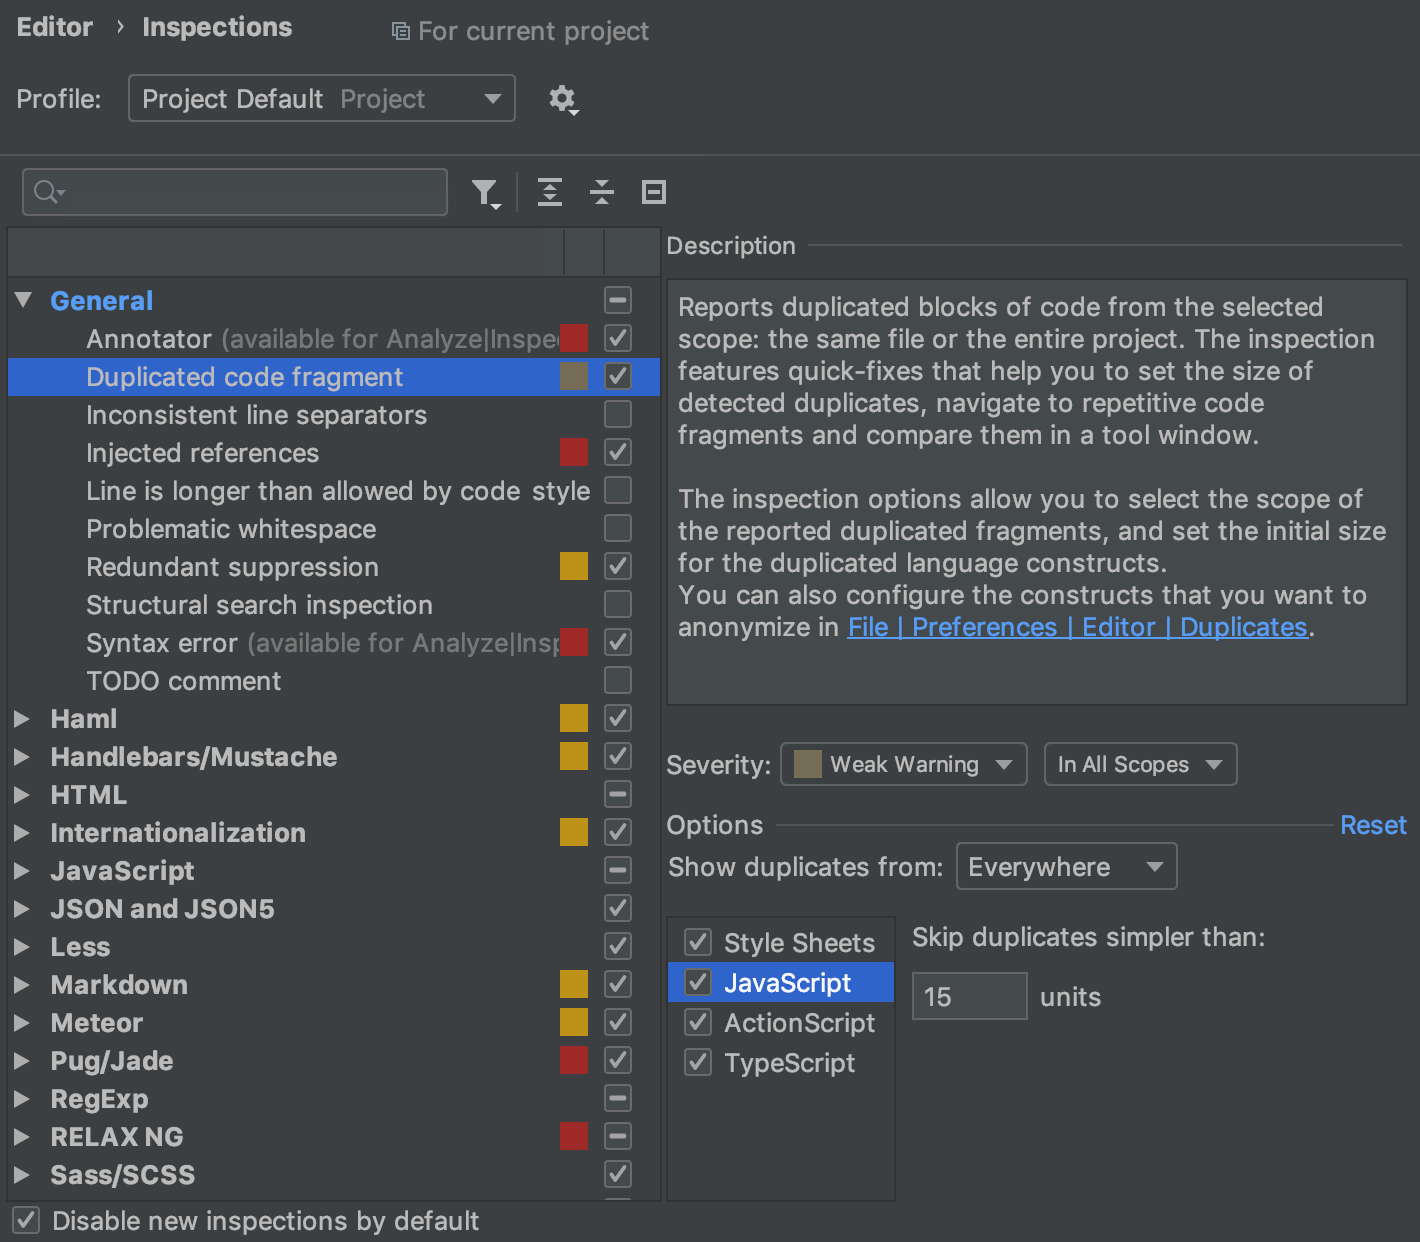 Editor › Inspections For current project
Profile: Project Default Project
Description
General
Annotator (available for Analyze|Inspe
Duplicated code fragment
Inconsistent line separators
Injected references
Line is longer than allowed by code style
Problematic whitespace
Redundant suppression
Structural search inspection
Syntax error (available for Analyze|Insp
TODO comment
Haml
Handlebars/Mustache
HTML
Internationalization
JavaScript
JSON and JSON5
Less
Markdown
Meteor
Pug/Jade
RegExp
RELAX NG
Sass/SCSS
Reports duplicated blocks of code from the selected
scope: the same file or the entire project. The inspection
features quick-fixes that help you to set the size of
detected duplicates, navigate to repetitive code
fragments and compare them in a tool window.
The inspection options allow you to select the scope of
the reported duplicated fragments, and set the initial size
for the duplicated language constructs.
You can also configure the constructs that you want to
anonymize in File | Preferences | Editor | Duplicates.
Severity: Weak Warning In All Scopes
Options Reset
Show duplicates from: Everywhere
Style Sheets
JavaScript
ActionScript
TypeScript
Skip duplicates simpler than:
15 units
Disable new inspections by default